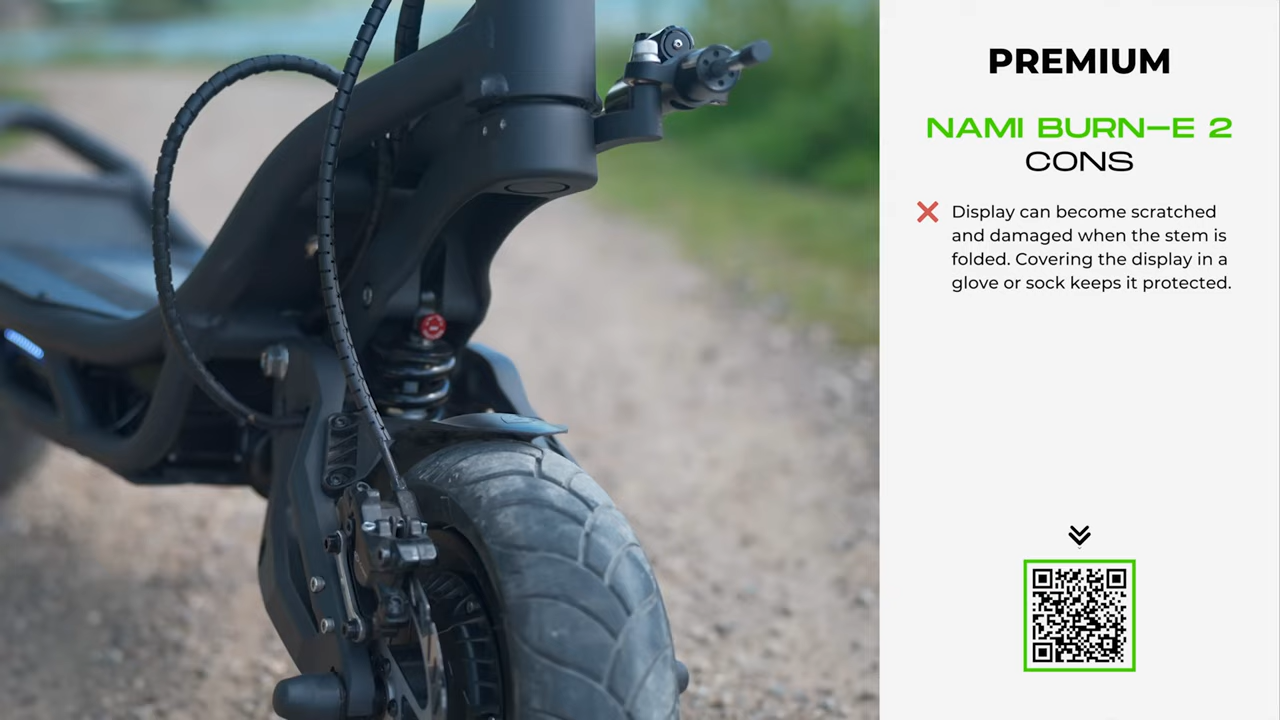 PREMIUM
NAMI BURN-E 2
CONS
Display can become scratched
and damaged when the stem is
folded. Covering the display in a
glove or sock keeps it protected.